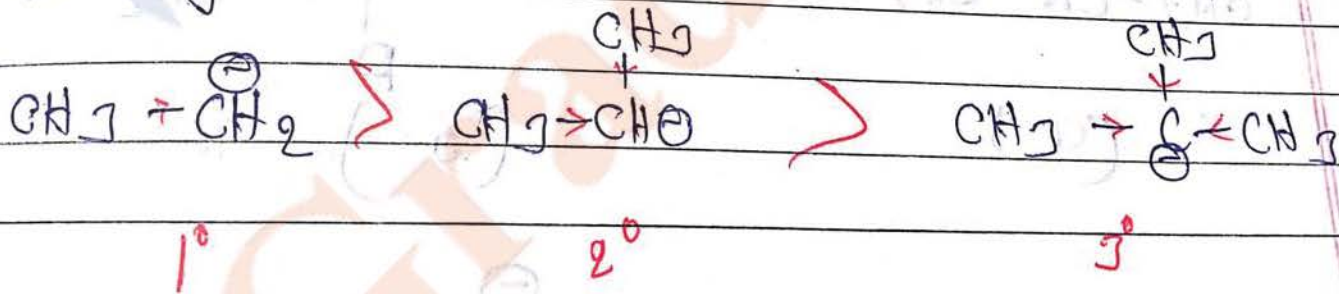 CH3 CH3
CH3 → CH2⊖ > CH3 → CH⊖ > CH3 → C⊖ ← CH3
1° 2° 3°